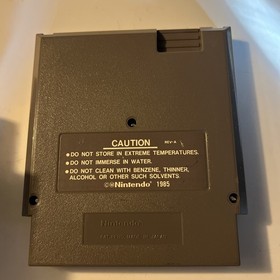 CAUTION REV-A
• DO NOT STORE IN EXTREME TEMPERATURES.
• DO NOT IMMERSE IN WATER.
• DO NOT CLEAN WITH BENZENE, THINNER,
ALCOHOL OR OTHER SUCH SOLVENTS.
©®Nintendo 1985
Nintendo